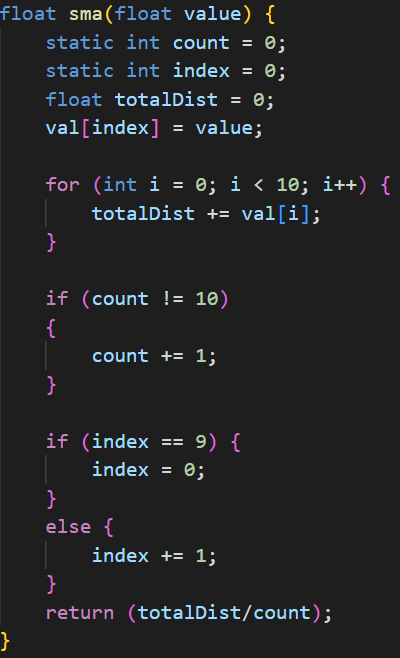 float sma(float value) {
    static int count = 0;
    static int index = 0;
    float totalDist = 0;
    val[index] = value;

    for (int i = 0; i < 10; i++) {
        totalDist += val[i];
    }

    if (count != 10)
    {
        count += 1;
    }

    if (index == 9) {
        index = 0;
    }
    else {
        index += 1;
    }
    return (totalDist/count);
}